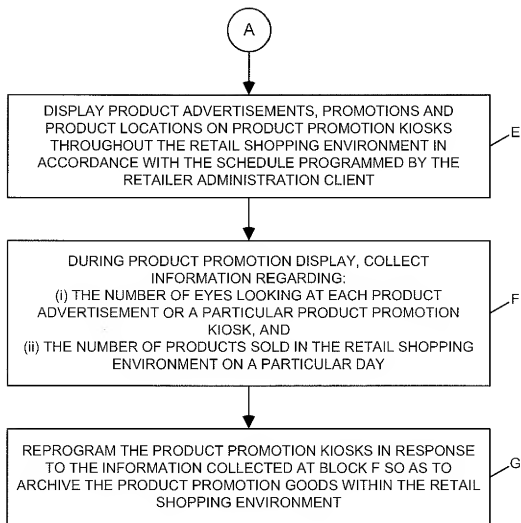 A
DISPLAY PRODUCT ADVERTISEMENTS, PROMOTIONS AND
PRODUCT LOCATIONS ON PRODUCT PROMOTION KIOSKS
THROUGHOUT THE RETAIL SHOPPING ENVIRONMENT IN
ACCORDANCE WITH THE SCHEDULE PROGRAMMED BY THE
RETAILER ADMINISTRATION CLIENT
E
DURING PRODUCT PROMOTION DISPLAY, COLLECT
INFORMATION REGARDING:
(i) THE NUMBER OF EYES LOOKING AT EACH PRODUCT
ADVERTISEMENT OR A PARTICULAR PRODUCT PROMOTION
KIOSK, AND
(ii) THE NUMBER OF PRODUCTS SOLD IN THE RETAIL SHOPPING
ENVIRONMENT ON A PARTICULAR DAY
F
REPROGRAM THE PRODUCT PROMOTION KIOSKS IN RESPONSE
TO THE INFORMATION COLLECTED AT BLOCK F SO AS TO
ARCHIVE THE PRODUCT PROMOTION GOODS WITHIN THE RETAIL
SHOPPING ENVIRONMENT
G